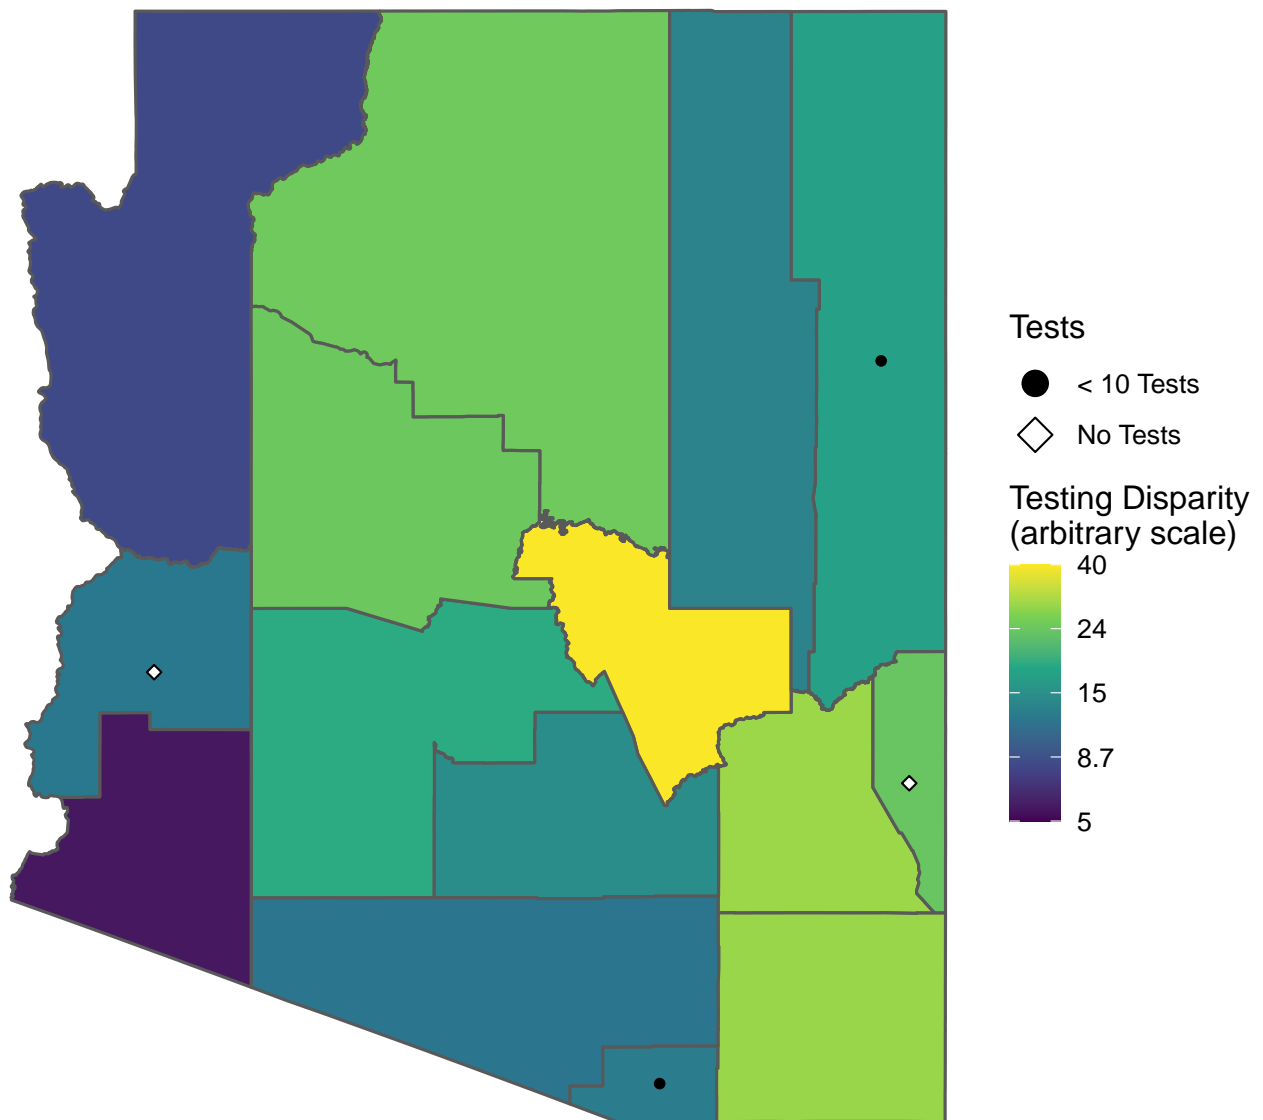 Tests
< 10 Tests
No Tests
Testing Disparity
(arbitrary scale)
40
24
15
8.7
5